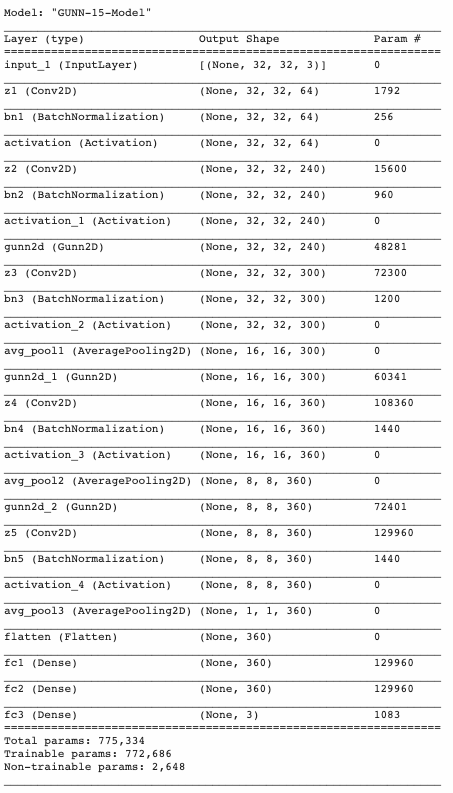 Model: "GUNN-15-Model"
Layer (type) Output Shape Param #
input_1 (InputLayer) [(None, 32, 32, 3)] 0
z1 (Conv2D) (None, 32, 32, 64) 1792
bn1 (BatchNormalization) (None, 32, 32, 64) 256
activation (Activation) (None, 32, 32, 64) 0
z2 (Conv2D) (None, 32, 32, 240) 15600
bn2 (BatchNormalization) (None, 32, 32, 240) 960
activation_1 (Activation) (None, 32, 32, 240) 0
gunn2d (Gunn2D) (None, 32, 32, 240) 48281
z3 (Conv2D) (None, 32, 32, 300) 72300
bn3 (BatchNormalization) (None, 32, 32, 300) 1200
activation_2 (Activation) (None, 32, 32, 300) 0
avg_pool1 (AveragePooling2D) (None, 16, 16, 300) 0
gunn2d_1 (Gunn2D) (None, 16, 16, 300) 60341
z4 (Conv2D) (None, 16, 16, 360) 108360
bn4 (BatchNormalization) (None, 16, 16, 360) 1440
activation_3 (Activation) (None, 16, 16, 360) 0
avg_pool2 (AveragePooling2D) (None, 8, 8, 360) 0
gunn2d_2 (Gunn2D) (None, 8, 8, 360) 72401
z5 (Conv2D) (None, 8, 8, 360) 129960
bn5 (BatchNormalization) (None, 8, 8, 360) 1440
activation_4 (Activation) (None, 8, 8, 360) 0
avg_pool3 (AveragePooling2D) (None, 1, 1, 360) 0
flatten (Flatten) (None, 360) 0
fc1 (Dense) (None, 360) 129960
fc2 (Dense) (None, 360) 129960
fc3 (Dense) (None, 3) 1083
Total params: 775,334
Trainable params: 772,686
Non-trainable params: 2,648